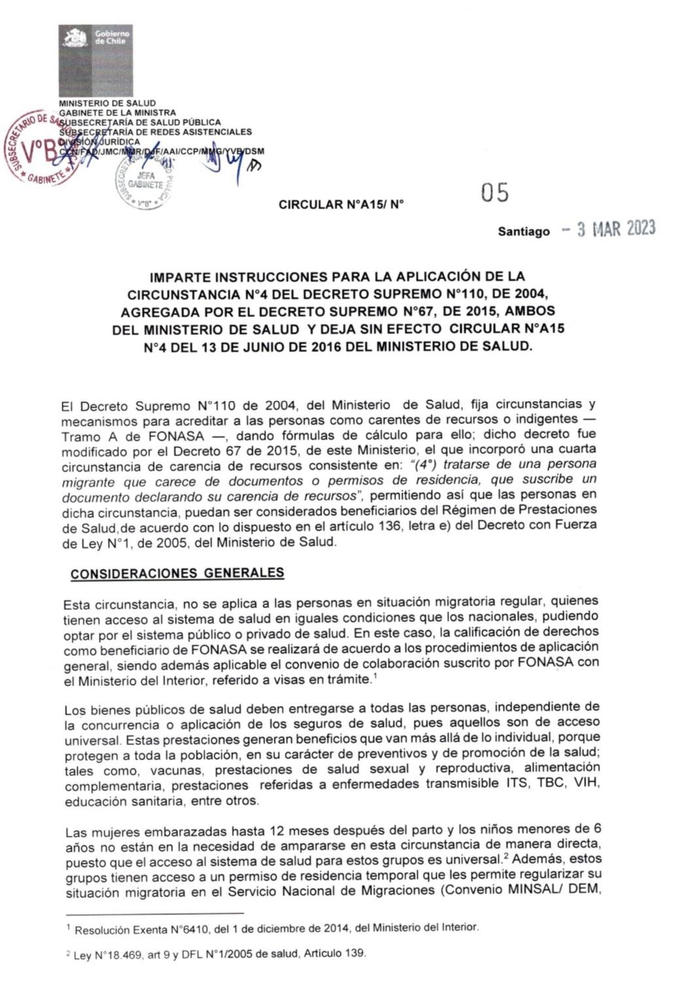 Gobierno
de Chile
MINISTERIO DE SALUD
GABINETE DE LA MINISTRA
SUBSECRETARÍA DE SALUD PÚBLICA
SUBSECRETARÍA DE REDES ASISTENCIALES
DIVISIÓN JURÍDICA
CCN/FAD/JMC/MMR/DJF/AAI/CCP/MMG/YVB/DSM
SUBSECRETARIO DE SALUD PÚBLICA
V°B°
* GABINETE *
SUBSECRETARIA DE SALUD PUBLICA
JEFA
GABINETE
* V°B° *
CIRCULAR N°A15/ N°
05
Santiago - 3 MAR 2023
IMPARTE INSTRUCCIONES PARA LA APLICACIÓN DE LA
CIRCUNSTANCIA N°4 DEL DECRETO SUPREMO N°110, DE 2004,
AGREGADA POR EL DECRETO SUPREMO N°67, DE 2015, AMBOS
DEL MINISTERIO DE SALUD Y DEJA SIN EFECTO CIRCULAR N°A15
N°4 DEL 13 DE JUNIO DE 2016 DEL MINISTERIO DE SALUD.
El Decreto Supremo N°110 de 2004, del Ministerio de Salud, fija circunstancias y
mecanismos para acreditar a las personas como carentes de recursos o indigentes —
Tramo A de FONASA —, dando fórmulas de cálculo para ello; dicho decreto fue
modificado por el Decreto 67 de 2015, de este Ministerio, el que incorporó una cuarta
circunstancia de carencia de recursos consistente en: "(4°) tratarse de una persona
migrante que carece de documentos o permisos de residencia, que suscribe un
documento declarando su carencia de recursos", permitiendo así que las personas en
dicha circunstancia, puedan ser considerados beneficiarios del Régimen de Prestaciones
de Salud,de acuerdo con lo dispuesto en el artículo 136, letra e) del Decreto con Fuerza
de Ley N°1, de 2005, del Ministerio de Salud.
CONSIDERACIONES GENERALES
Esta circunstancia, no se aplica a las personas en situación migratoria regular, quienes
tienen acceso al sistema de salud en iguales condiciones que los nacionales, pudiendo
optar por el sistema público o privado de salud. En este caso, la calificación de derechos
como beneficiario de FONASA se realizará de acuerdo a los procedimientos de aplicación
general, siendo además aplicable el convenio de colaboración suscrito por FONASA con
el Ministerio del Interior, referido a visas en trámite.1
Los bienes públicos de salud deben entregarse a todas las personas, independiente de
la concurrencia o aplicación de los seguros de salud, pues aquellos son de acceso
universal. Estas prestaciones generan beneficios que van más allá de lo individual, porque
protegen a toda la población, en su carácter de preventivos y de promoción de la salud;
tales como, vacunas, prestaciones de salud sexual y reproductiva, alimentación
complementaria, prestaciones referidas a enfermedades transmisible ITS, TBC, VIH,
educación sanitaria, entre otros.
Las mujeres embarazadas hasta 12 meses después del parto y los niños menores de 6
años no están en la necesidad de ampararse en esta circunstancia de manera directa,
puesto que el acceso al sistema de salud para estos grupos es universal.2 Además, estos
grupos tienen acceso a un permiso de residencia temporal que les permite regularizar su
situación migratoria en el Servicio Nacional de Migraciones (Convenio MINSAL/ DEM,
1 Resolución Exenta N°6410, del 1 de diciembre de 2014, del Ministerio del Interior.
2 Ley N°18.469, art 9 y DFL N°1/2005 de salud, Artículo 139.